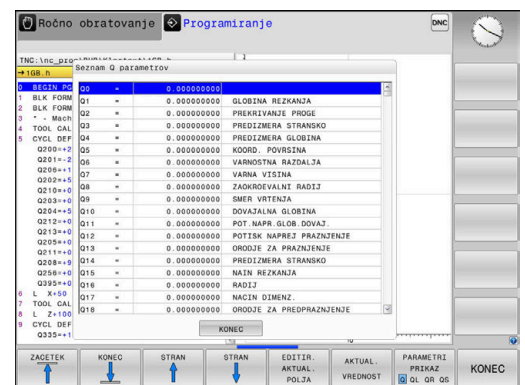 Ročno obratovanje
Programiranje
DNC
TNC:\nc_prog\
→1GB.h
0 BEGIN PG
1 BLK FORM
2 BLK FORM
3 * - Mach
4 TOOL CAL
5 CYCL DEF
Q200=+2
Q201=-2
Q206=+1
Q202=+5
Q210=+0
Q203=+0
Q204=+5
Q212=+0
Q213=+0
Q205=+0
Q211=+0
Q208=+9
Q256=+0
Q395=+0
6 L X+50
7 TOOL CAL
8 L Z+100
9 CYCL DEF
Q335=+1
Seznam Q parametrov
Q0 = 0.000000000
Q1 = 0.000000000 GLOBINA REZKANJA
Q2 = 0.000000000 PREKRIVANJE PROGE
Q3 = 0.000000000 PREDIZMERA STRANSKO
Q4 = 0.000000000 PREDIZMERA GLOBINA
Q5 = 0.000000000 KOORD. POVRSINA
Q6 = 0.000000000 VARNOSTNA RAZDALJA
Q7 = 0.000000000 VARNA VISINA
Q8 = 0.000000000 ZAOKROEVALNI RADIJ
Q9 = 0.000000000 SMER VRTENJA
Q10 = 0.000000000 DOVAJALNA GLOBINA
Q11 = 0.000000000 POT.NAPR.GLOB.DOVAJ.
Q12 = 0.000000000 POTISK NAPREJ PRAZNJENJE
Q13 = 0.000000000 ORODJE ZA PRAZNJENJE
Q14 = 0.000000000 PREDIZMERA STRANSKO
Q15 = 0.000000000 NAIN REZKANJA
Q16 = 0.000000000 RADIJ
Q17 = 0.000000000 NACIN DIMENZ.
Q18 = 0.000000000 ORODJE ZA PREDPRAZNJENJE
KONEC
ZACETEK
KONEC
STRAN
STRAN
EDITIR. AKTUAL. POLJA
AKTUAL. VREDNOST
PARAMETRI PRIKAZ Q QL QR QS
KONEC